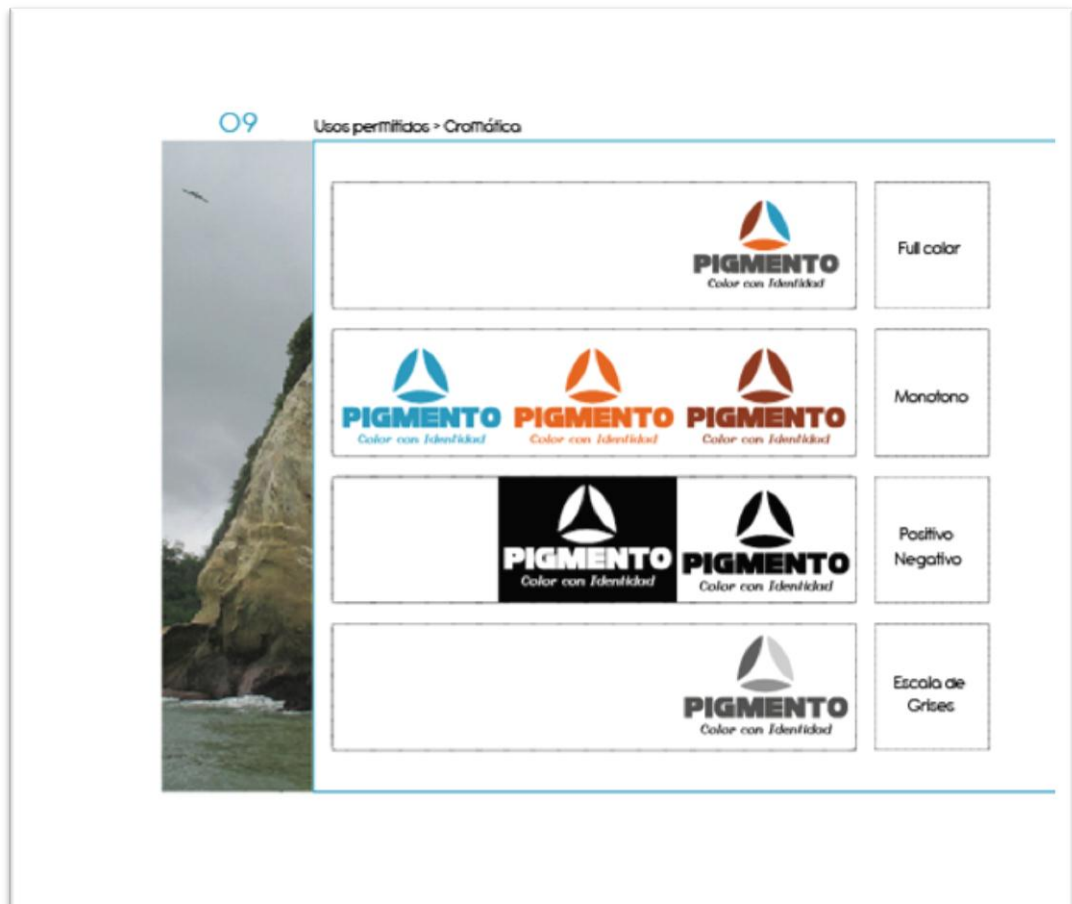 09
Usos permitidos > Cromática
PIGMENTO
Color con Identidad
Full color
PIGMENTO PIGMENTO PIGMENTO
Color con Identidad Color con Identidad Color con Identidad
Monotono
PIGMENTO PIGMENTO
Color con Identidad Color con Identidad
Positivo
Negativo
PIGMENTO
Color con Identidad
Escala de
Grises